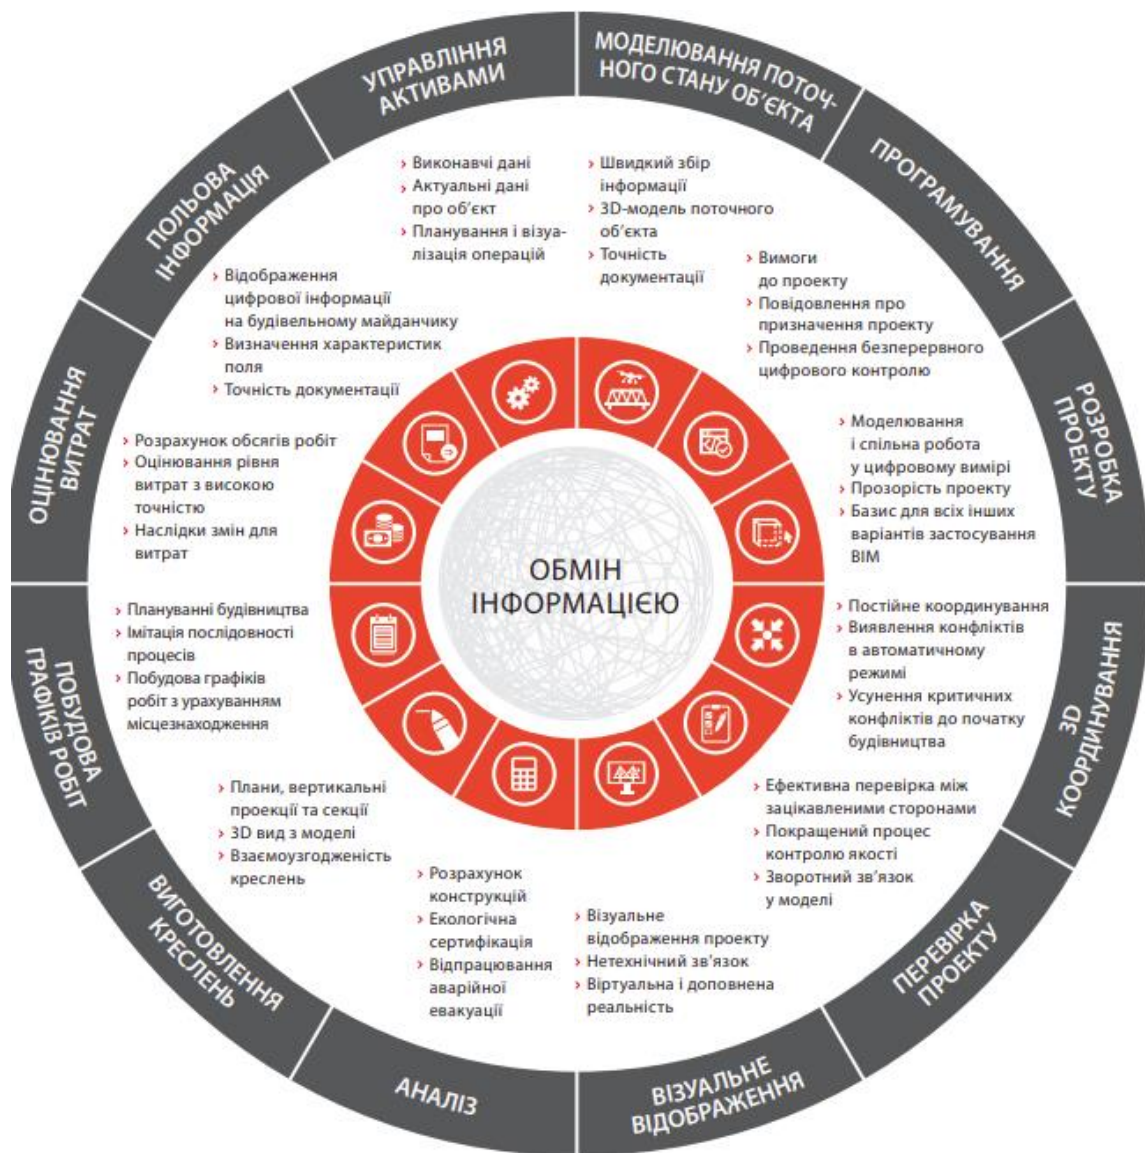 УПРАВЛІННЯ
АКТИВАМИ
МОДЕЛЮВАННЯ ПОТОЧ-
НОГО СТАНУ ОБ’ЄКТА
ПРОГРАМУВАННЯ
РОЗРОБКА
ПРОЕКТУ
3D
КООРДИНУВАННЯ
ПЕРЕВІРКА
ПРОЕКТУ
ВІЗУАЛЬНЕ
ВІДОБРАЖЕННЯ
АНАЛІЗ
ВИГОТОВЛЕННЯ
КРЕСЛЕНЬ
ПОБУДОВА
ГРАФІКІВ РОБІТ
ОЦІНЮВАННЯ
ВИТРАТ
ПОЛЬОВА
ІНФОРМАЦІЯ
› Виконавчі дані
› Актуальні дані
про об’єкт
› Планування і візуа-
лізація операцій
› Швидкий збір
інформації
› 3D-модель поточного
об’єкта
› Точність
документації
› Вимоги
до проекту
› Повідовлення про
призначення проекту
› Проведення безперервного
цифрового контролю
› Моделювання
і спільна робота
у цифровому вимірі
› Прозорість проекту
› Базис для всіх інших
варіантів застосування
BIM
› Постійне координування
› Виявлення конфліктів
в автоматичному
режимі
› Усунення критичних
конфліктів до початку
будівництва
› Ефективна перевірка між
зацікавленими сторонами
› Покращений процес
контролю якості
› Зворотний зв’язок
у моделі
› Візуальне
відображення проекту
› Нетехнічний зв’язок
› Віртуальна і доповнена
реальність
› Розрахунок
конструкцій
› Екологічна
сертифікація
› Відпрацювання
аварійної
евакуації
› Плани, вертикальні
проекції та секції
› 3D вид з моделі
› Взаємоузгодженість
креслень
› Плануванні будівництва
› Імітація послідовності
процесів
› Побудова графіків
робіт з урахуванням
місцезнаходження
› Розрахунок обсягів робіт
› Оцінювання рівня
витрат з високою
точністю
› Наслідки змін для
витрат
› Відображення
цифрової інформації
на будівельному майданчику
› Визначення характеристик
поля
› Точність документації
ОБМІН
ІНФОРМАЦІЄЮ